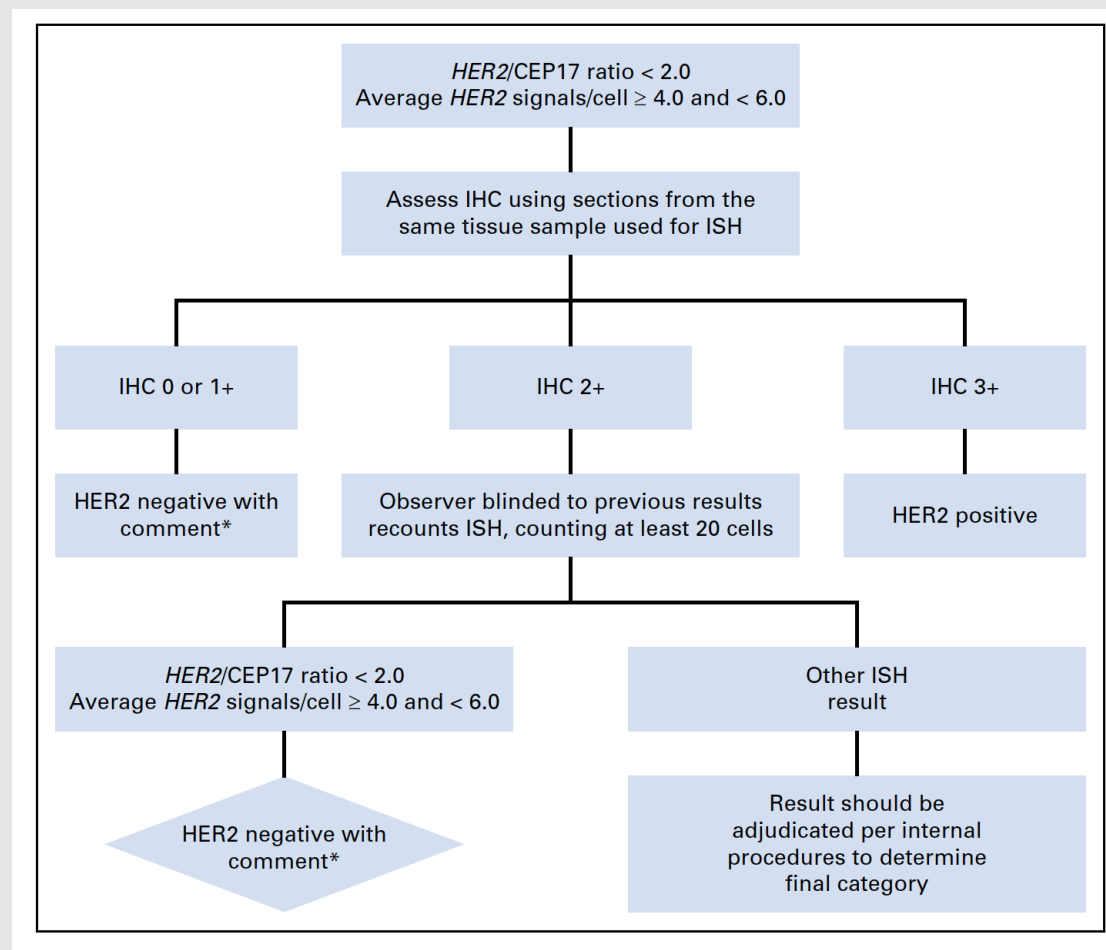 HER2/CEP17 ratio < 2.0
Average HER2 signals/cell ≥ 4.0 and < 6.0
Assess IHC using sections from the
same tissue sample used for ISH
IHC 0 or 1+
IHC 2+
IHC 3+
HER2 negative with
comment*
Observer blinded to previous results
recounts ISH, counting at least 20 cells
HER2 positive
HER2/CEP17 ratio < 2.0
Average HER2 signals/cell ≥ 4.0 and < 6.0
Other ISH
result
HER2 negative with
comment*
Result should be
adjudicated per internal
procedures to determine
final category